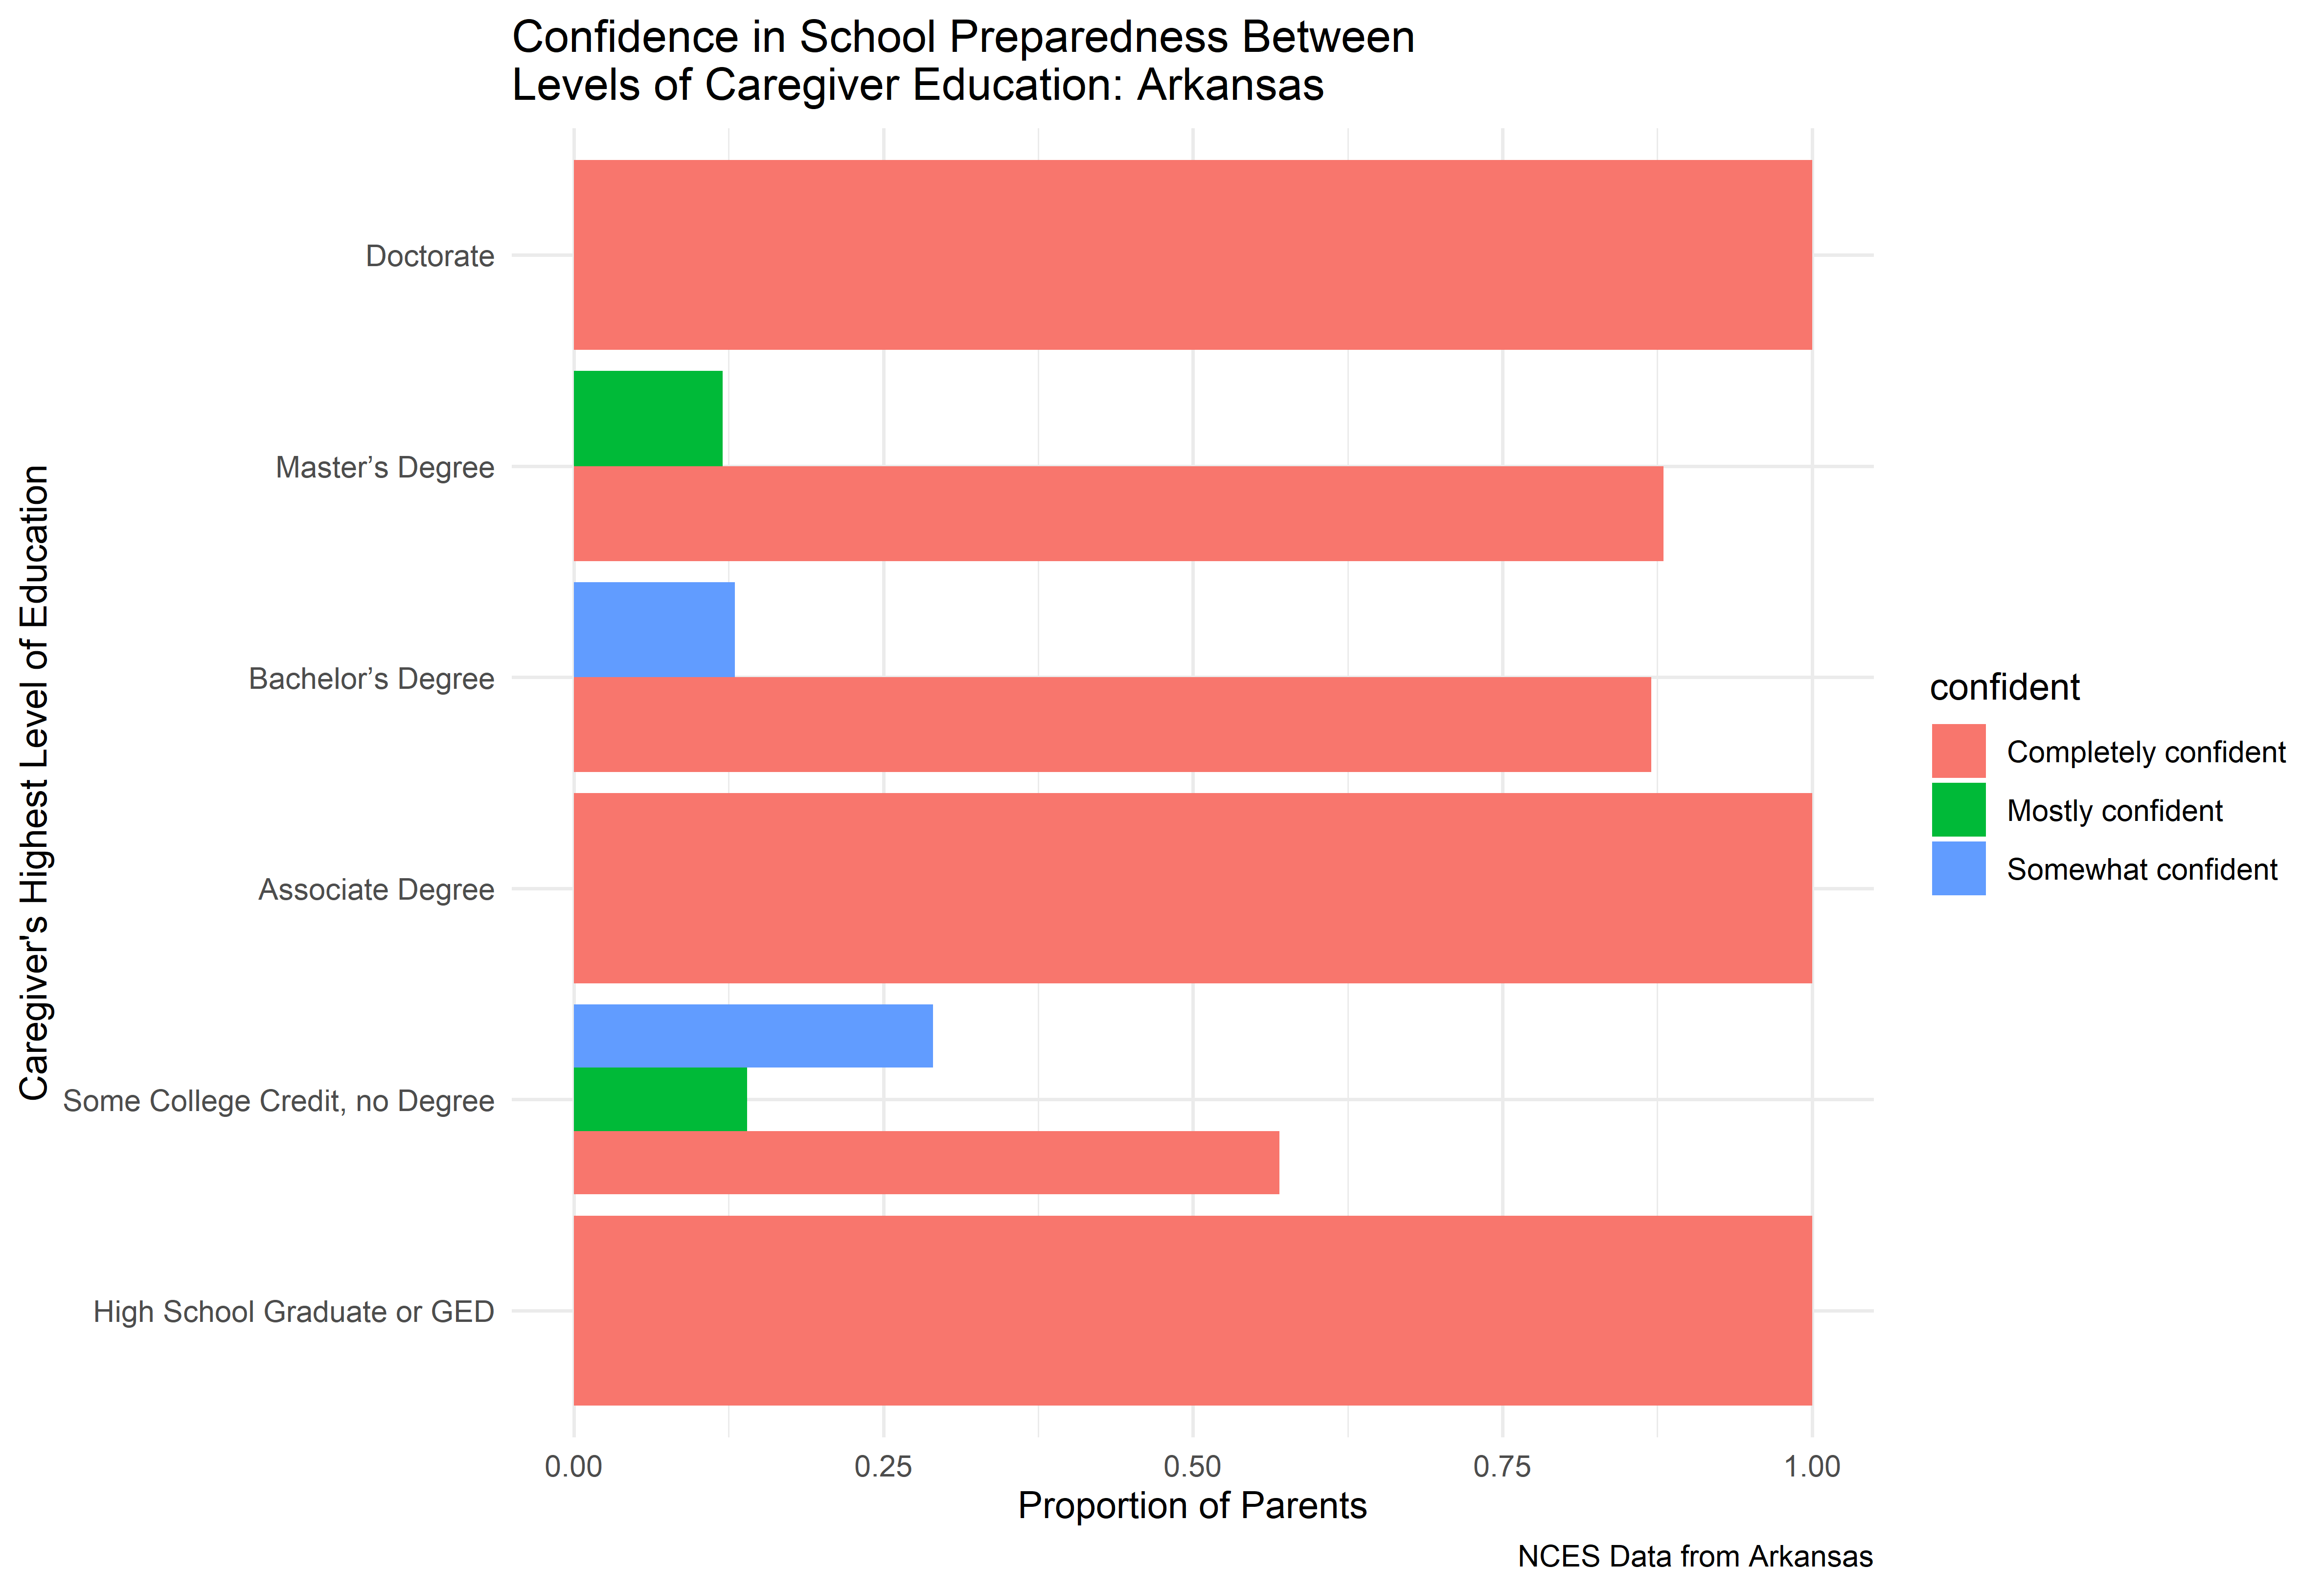 Confidence in School Preparedness Between
Levels of Caregiver Education: Arkansas
Caregiver's Highest Level of Education
Doctorate
Master’s Degree
Bachelor’s Degree
Associate Degree
Some College Credit, no Degree
High School Graduate or GED
0.00 0.25 0.50 0.75 1.00
Proportion of Parents
confident
Completely confident
Mostly confident
Somewhat confident
NCES Data from Arkansas